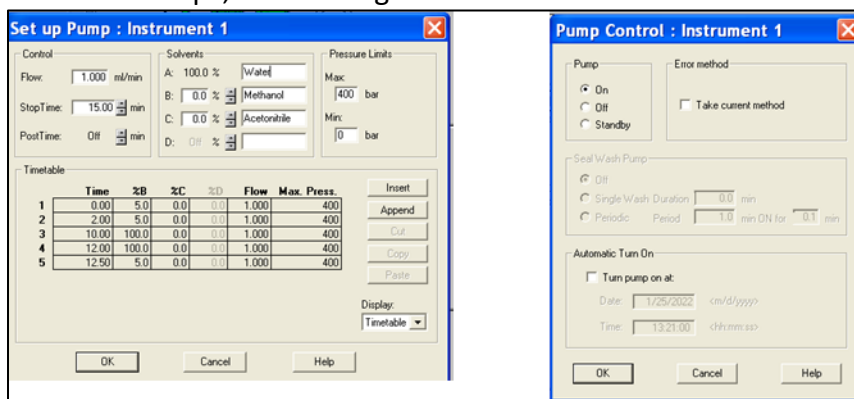 Set up Pump : Instrument 1
Control
Flow: 1.000 ml/min
StopTime: 15.00 min
PostTime: Off min
Solvents
A: 100.0 % Water
B: 0.0 % Methanol
C: 0.0 % Acetonitrile
D: Off %
Pressure Limits
Max:
400 bar
Min:
0 bar
Timetable
Time %B %C %D Flow Max. Press.
1 0.00 5.0 0.0 0.0 1.000 400
2 2.00 5.0 0.0 0.0 1.000 400
3 10.00 100.0 0.0 0.0 1.000 400
4 12.00 100.0 0.0 0.0 1.000 400
5 12.50 5.0 0.0 0.0 1.000 400
Insert
Append
Cut
Copy
Paste
Display:
Timetable
OK Cancel Help
Pump Control : Instrument 1
Pump
On
Off
Standby
Error method
Take current method
Seal Wash Pump
Off
Single Wash Duration 0.0 min
Periodic Period 1.0 min ON for 0.1 min
Automatic Turn On
Turn pump on at:
Date: 1/25/2022 <m/d/yyyy>
Time: 13:21:00 <hh:mm:ss>
OK Cancel Help